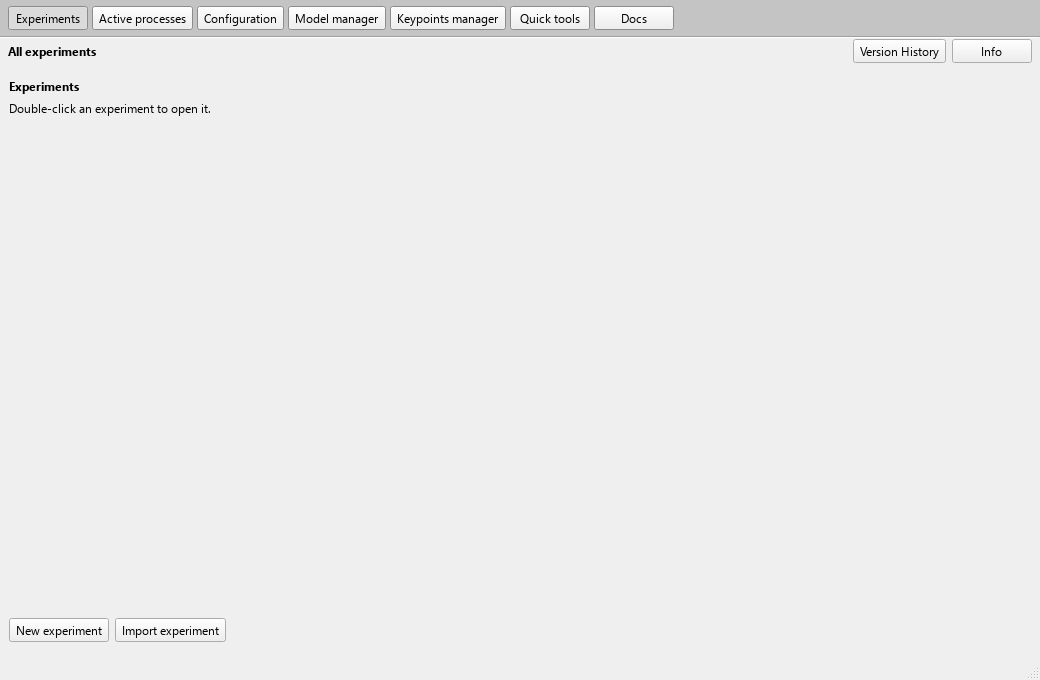 Experiments Active processes Configuration Model manager Keypoints manager Quick tools Docs
All experiments Version History Info
Experiments
Double-click an experiment to open it.
New experiment Import experiment